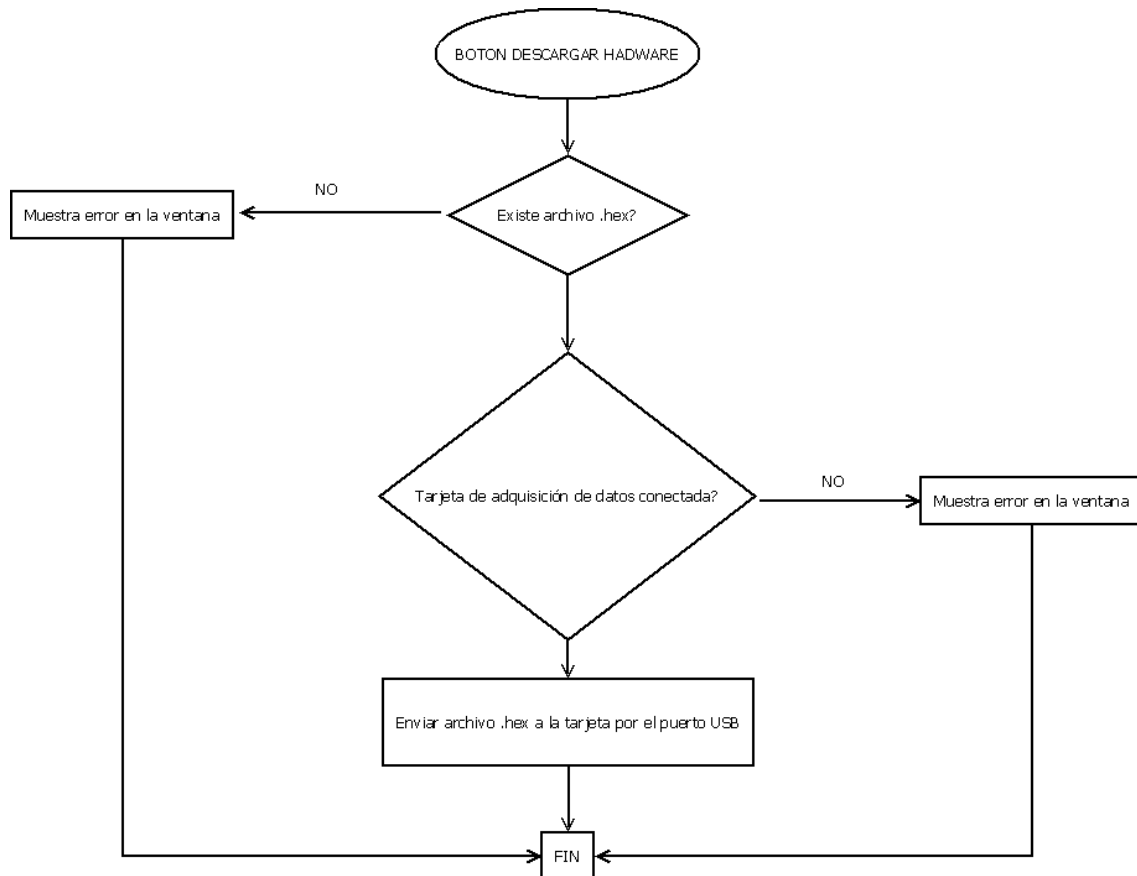 BOTON DESCARGAR HADWARE
NO
Muestra error en la ventana
Existe archivo .hex?
Tarjeta de adquisición de datos conectada?
NO
Muestra error en la ventana
Enviar archivo .hex a la tarjeta por el puerto USB
FIN